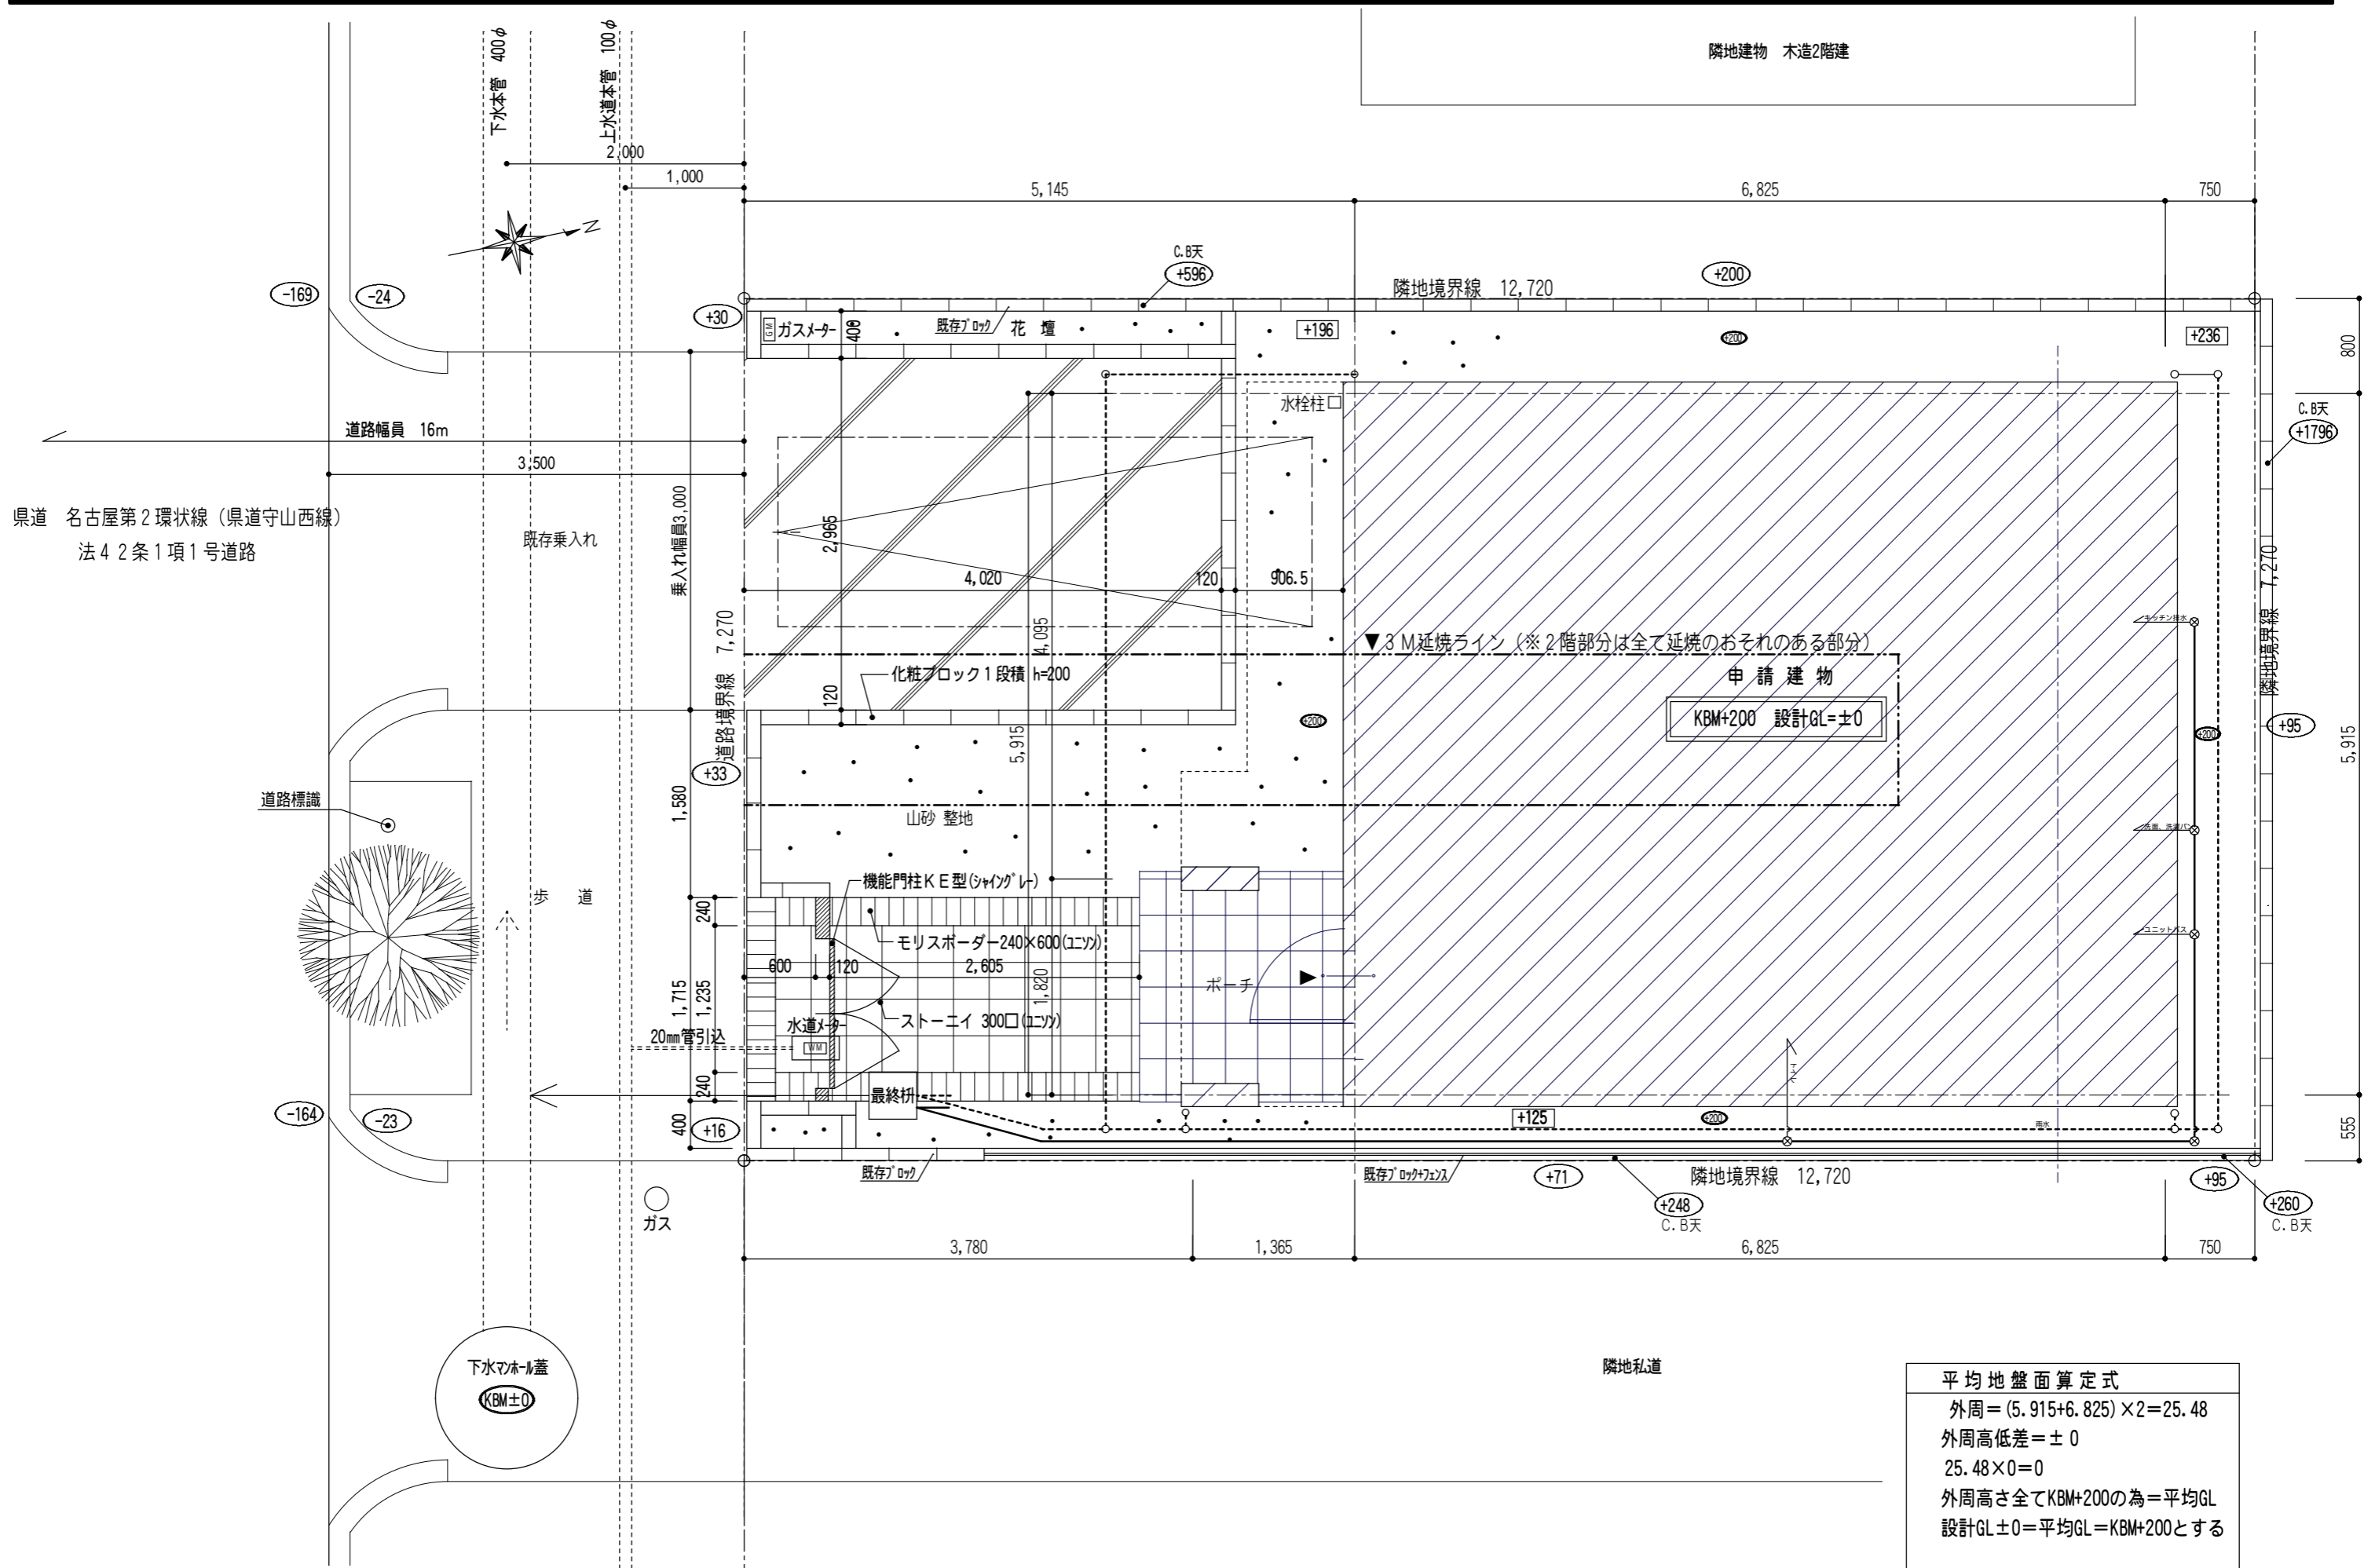 隣地建物　木造2階建
下水本管　400φ
上水道本管　100φ
2,000
1,000
5,145
6,825
750
N
C.B天
+596
隣地境界線　12,720
+200
-169
-24
+30
GM
ガスメーター
400
既存ブロック
花　壇
+196
+200
+236
800
水栓柱
C.B天
+1796
道路幅員　16m
3,500
県道　名古屋第２環状線（県道守山西線）
法４２条１項１号道路
既存乗入れ
乗入れ幅員3,000
2,965
4,020
120
906.5
隣地境界線　7,270
キッチン排水
4,095
▼３Ｍ延焼ライン（※２階部分は全て延焼のおそれのある部分）
道路境界線　7,270
化粧ブロック１段積 h=200
120
申 請 建 物
KBM+200　設計GL=±0
5,915
+200
+200
+95
5,915
+33
道路標識
1,580
山砂 整地
機能門柱ＫＥ型(シャイングレー)
歩　道
240
モリスボーダー240×600(ユニソン)
ユニットバス
600
120
2,605
1,715
1,235
1,820
ポーチ
水道メーター
WM
ストーニイ 300□(ユニソン)
20mm管引込
240
最終枡
-164
-23
400
+16
+125
+200
雨水
555
既存ブロック
既存ブロック+フェンス
+71
隣地境界線　12,720
+95
+248
C.B天
+260
C.B天
ガス
3,780
1,365
6,825
750
下水マンホール蓋
KBM±0
隣地私道
平均地盤面算定式
外周＝(5.915+6.825)×2＝25.48
外周高低差＝±０
25.48×0＝0
外周高さ全てKBM+200の為＝平均GL
設計GL±0＝平均GL＝KBM+200とする